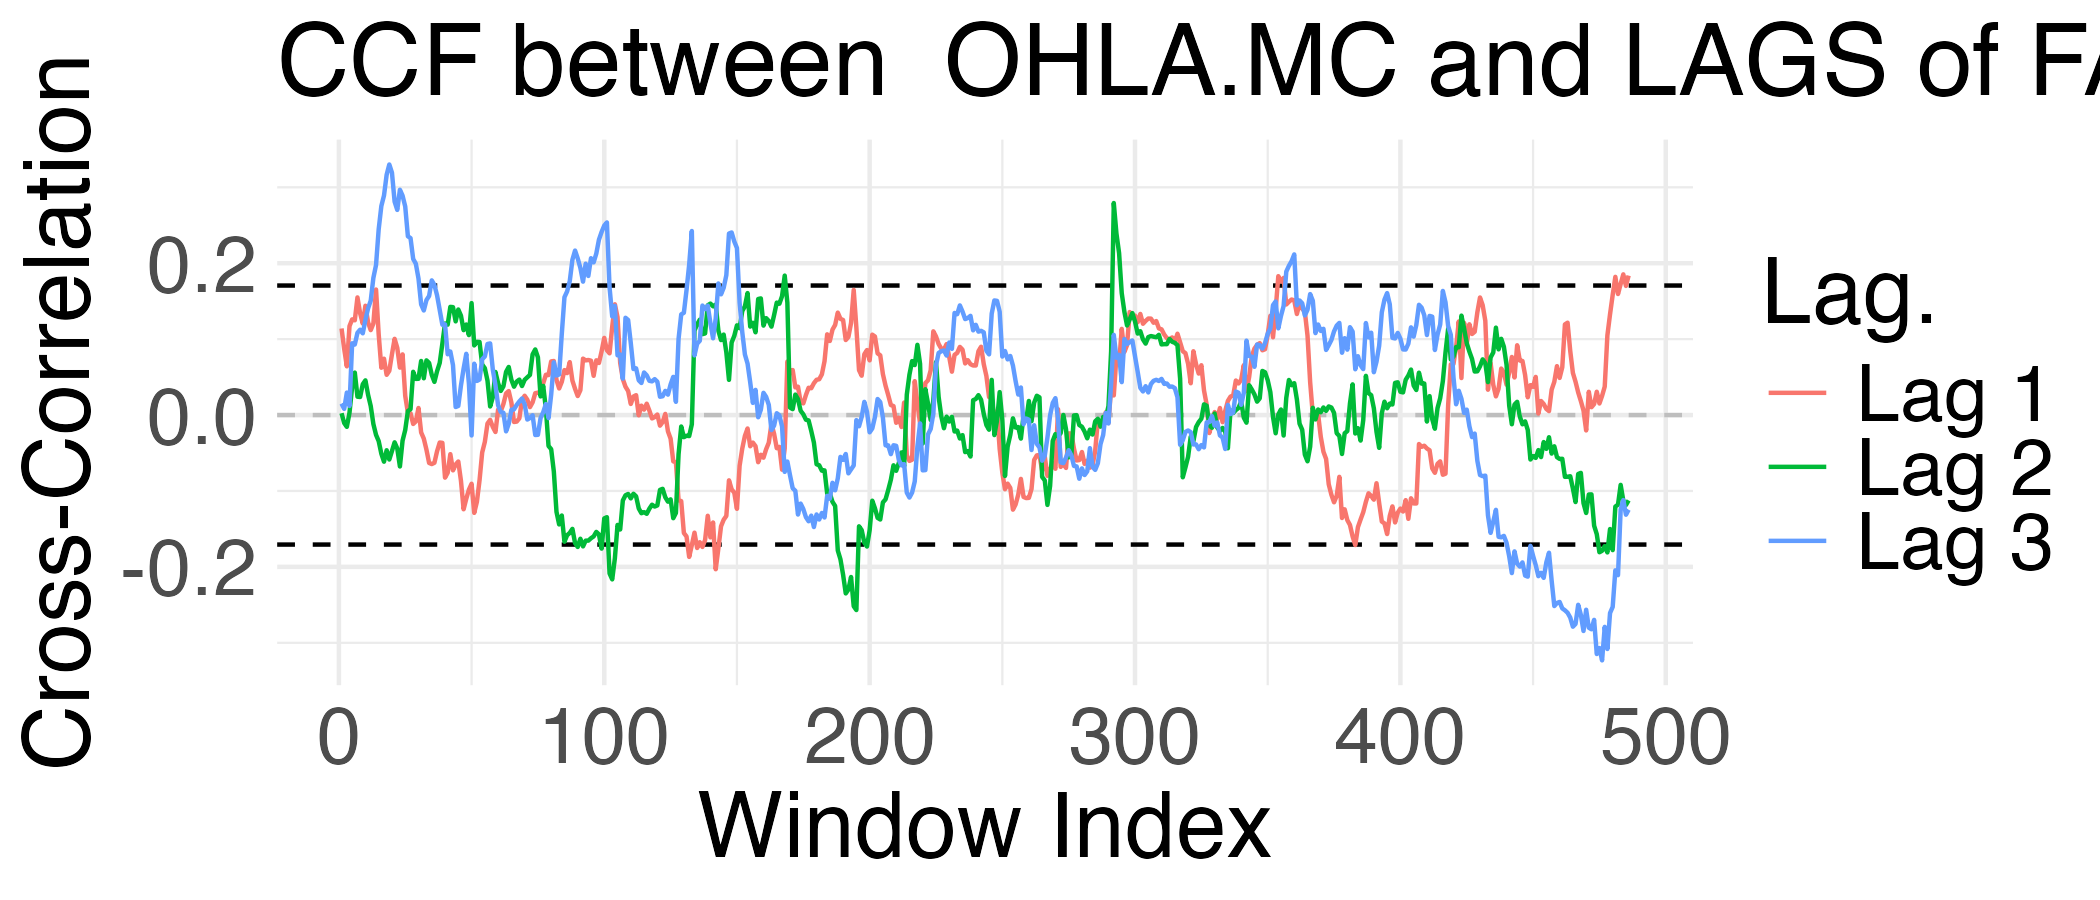 CCF between OHLA.MC and LAGS of FA
Cross-Correlation
0.2
0.0
-0.2
0 100 200 300 400 500
Window Index
Lag.
Lag 1
Lag 2
Lag 3